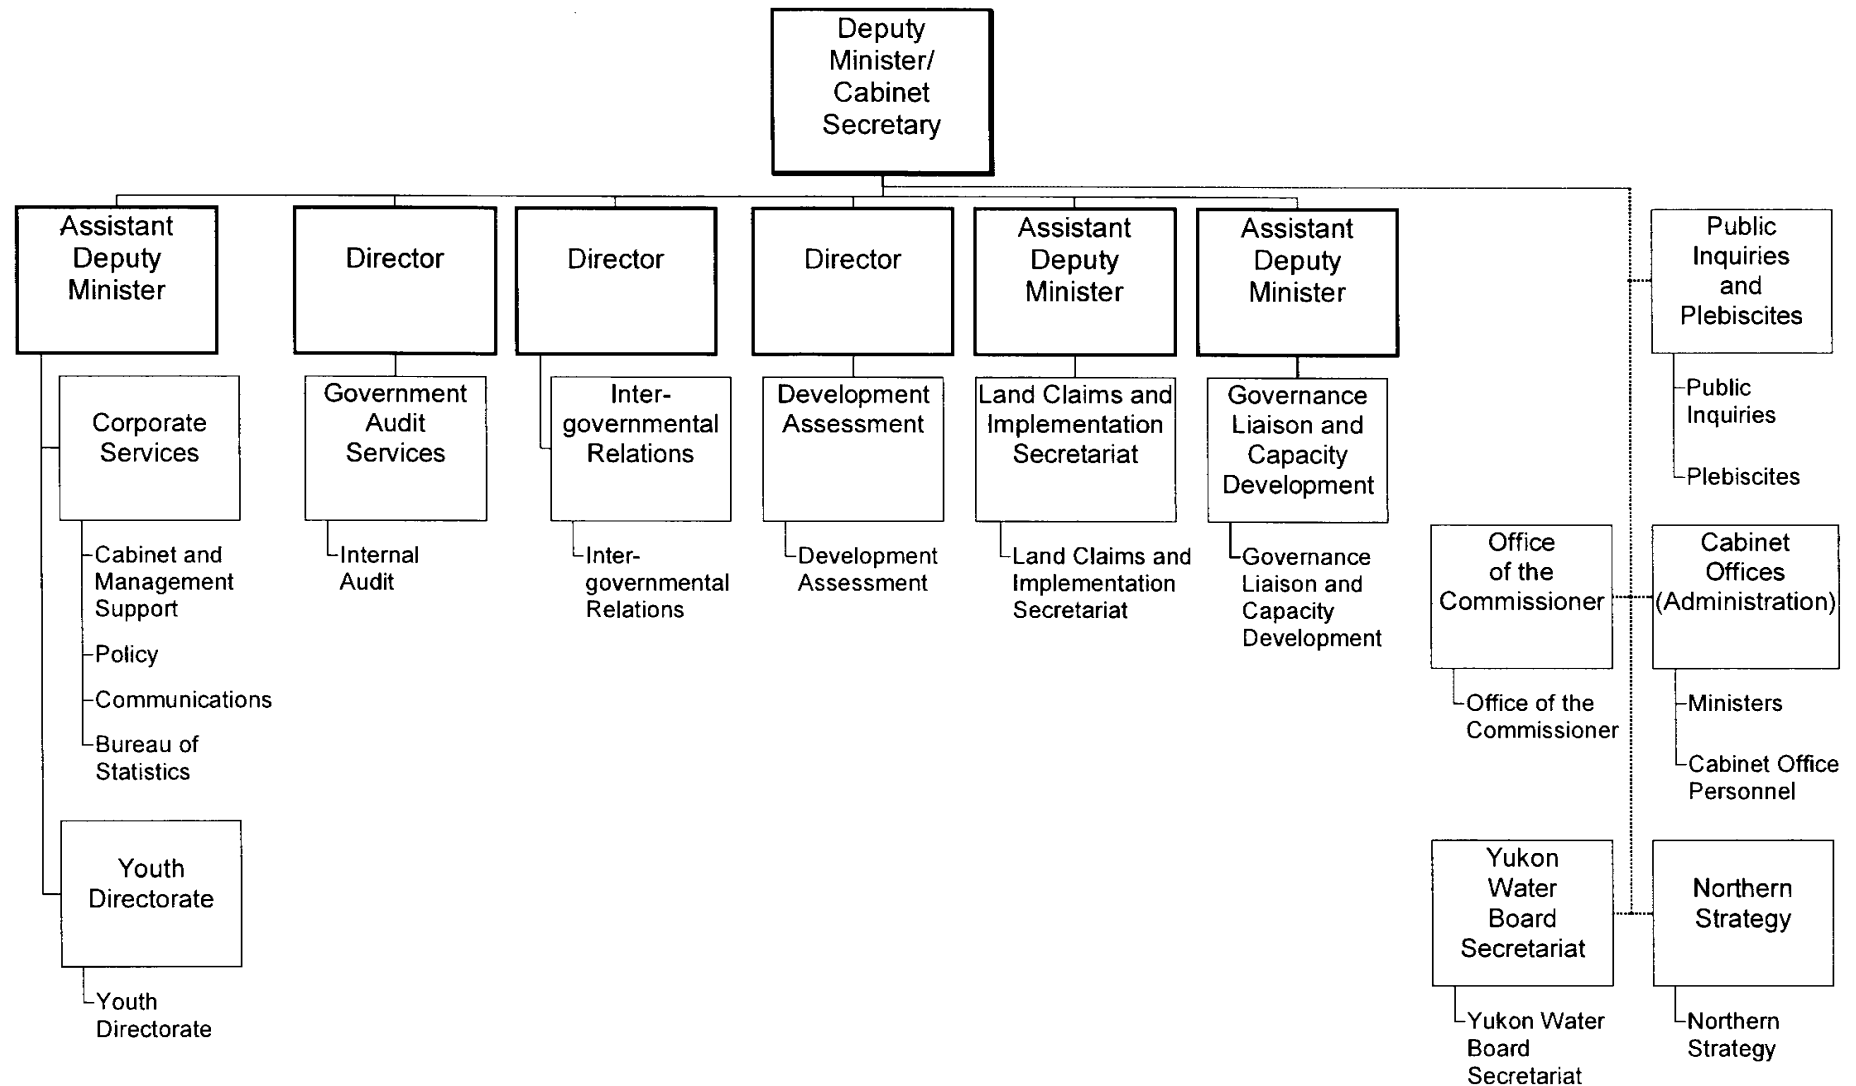 Deputy
Minister/
Cabinet
Secretary
Assistant
Deputy
Minister
Director
Director
Director
Assistant
Deputy
Minister
Assistant
Deputy
Minister
Public
Inquiries
and
Plebiscites
Public
Inquiries
Plebiscites
Corporate
Services
Cabinet and
Management
Support
Policy
Communications
Bureau of
Statistics
Youth
Directorate
Youth
Directorate
Government
Audit
Services
Internal
Audit
Inter-
governmental
Relations
Inter-
governmental
Relations
Development
Assessment
Development
Assessment
Land Claims and
Implementation
Secretariat
Land Claims and
Implementation
Secretariat
Governance
Liaison and
Capacity
Development
Governance
Liaison and
Capacity
Development
Office
of the
Commissioner
Office of the
Commissioner
Cabinet
Offices
(Administration)
Ministers
Cabinet Office
Personnel
Yukon
Water
Board
Secretariat
Yukon Water
Board
Secretariat
Northern
Strategy
Northern
Strategy